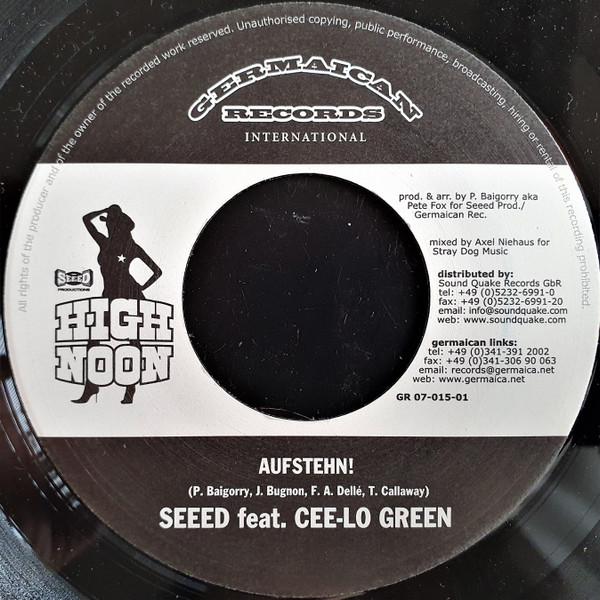 All rights of the producer and of the owner of the recorded work reserved. Unauthorised copying, public performance, broadcasting, hiring or rental of this recording prohibited.
GERMAICAN
RECORDS
INTERNATIONAL
prod. & arr. by P. Baigorry aka
Pete Fox for Seeed Prod./
Germaican Rec.
mixed by Axel Niehaus for
Stray Dog Music
SEEED
PRODUCTIONS
HIGH
NOON
distributed by:
Sound Quake Records GbR
tel: +49 (0)5232-6991-0
fax: +49 (0)5232-6991-20
email: info@soundquake.com
web: www.soundquake.com
germaican links:
tel: +49 (0)341-391 2002
fax: +49 (0)341-306 90 063
email: records@germaica.net
web: www.germaica.net
GR 07-015-01
AUFSTEHN!
(P. Baigorry, J. Bugnon, F. A. Dellé, T. Callaway)
SEEED feat. CEE-LO GREEN